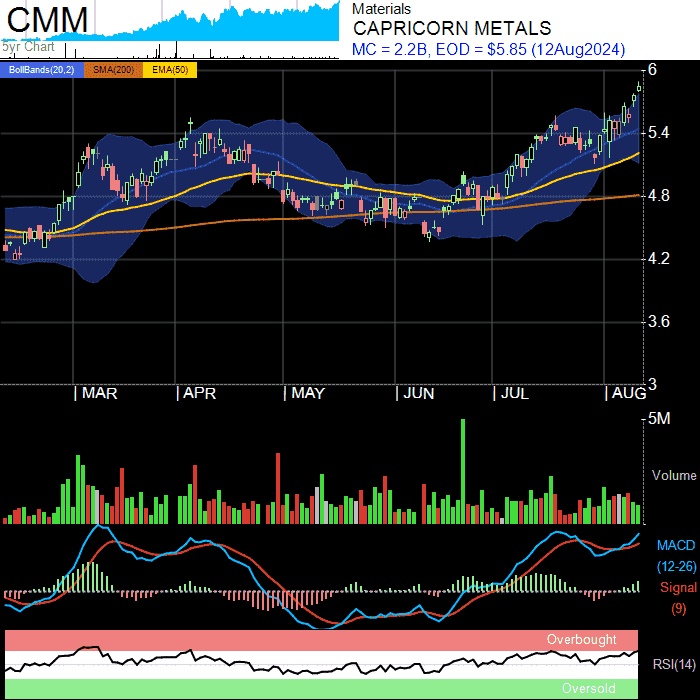 CMM
5yr Chart
Materials
CAPRICORN METALS
MC = 2.2B, EOD = $5.85 (12Aug2024)
BollBands(20,2) SMA(200) EMA(50)
6
5.4
4.8
4.2
3.6
3
MAR APR MAY JUN JUL AUG
5M
Volume
MACD
(12-26)
Signal
(9)
Overbought
RSI(14)
Oversold